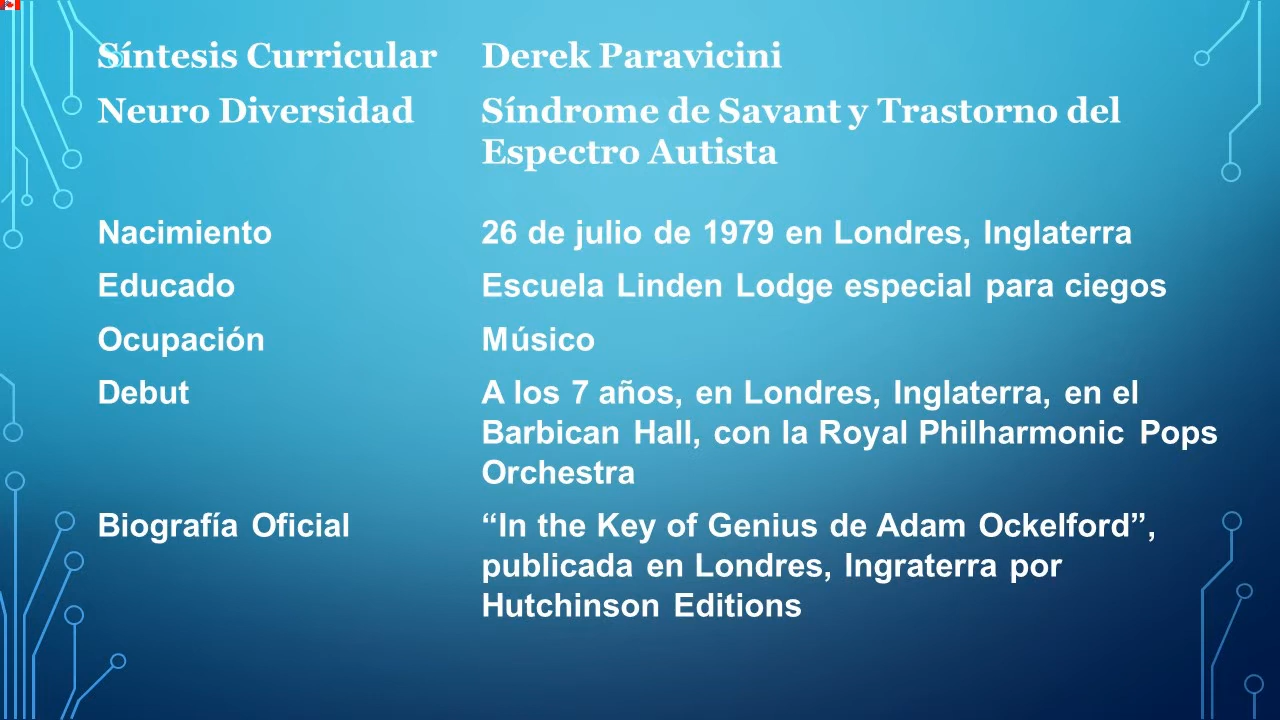 Síntesis Curricular Derek Paravicini
Neuro Diversidad Síndrome de Savant y Trastorno del
Espectro Autista
Nacimiento 26 de julio de 1979 en Londres, Inglaterra
Educado Escuela Linden Lodge especial para ciegos
Ocupación Músico
Debut A los 7 años, en Londres, Inglaterra, en el
Barbican Hall, con la Royal Philharmonic Pops
Orchestra
Biografía Oficial “In the Key of Genius de Adam Ockelford”,
publicada en Londres, Ingraterra por
Hutchinson Editions